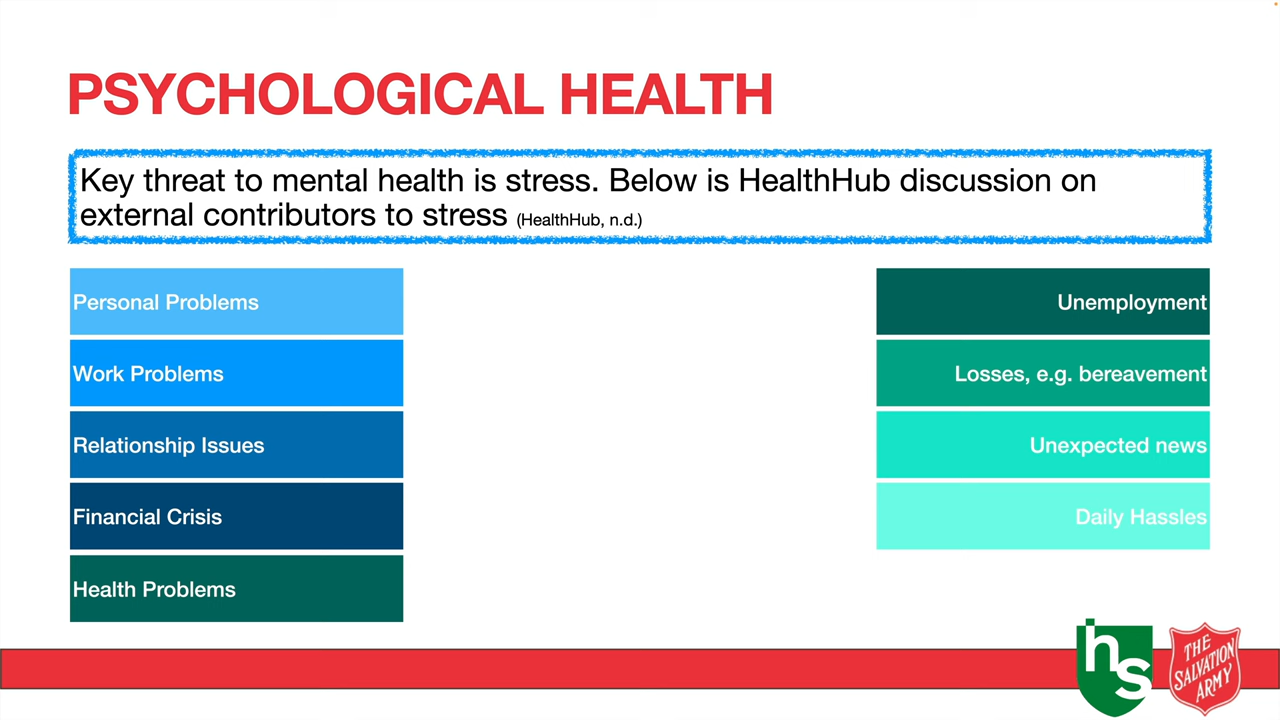 PSYCHOLOGICAL HEALTH
Key threat to mental health is stress. Below is HealthHub discussion on
external contributors to stress (HealthHub, n.d.)
Personal Problems
Work Problems
Relationship Issues
Financial Crisis
Health Problems
Unemployment
Losses, e.g. bereavement
Unexpected news
Daily Hassles
hs
THE
SALVATION
ARMY